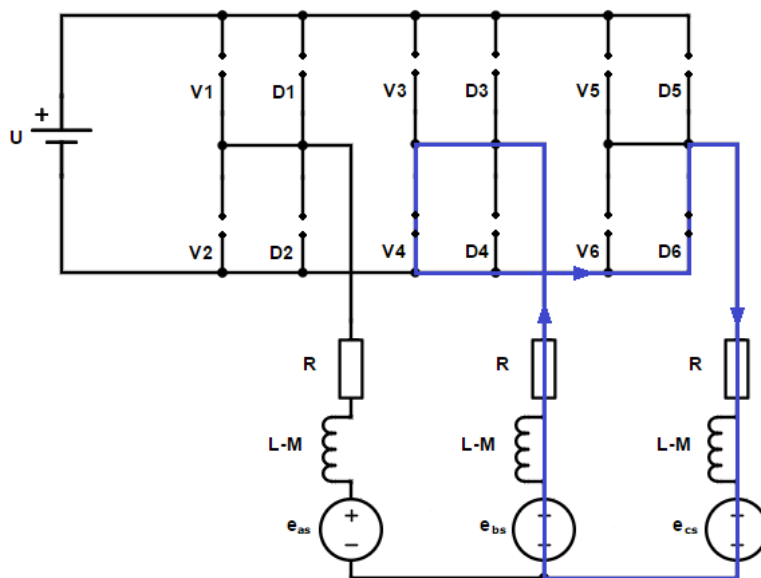 V1 D1 V3 D3 V5 D5
+
U
V2 D2 V4 D4 V6 D6
R R R
L-M L-M L-M
+ + +
eas ebs ecs
− − −